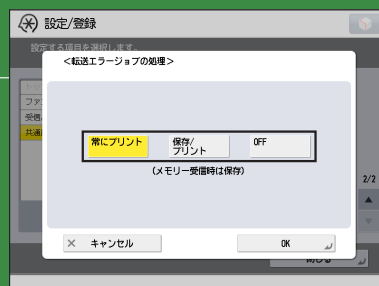 設定/登録
設定する項目を選択します。
＜転送エラージョブの処理＞
ファ
受信
共通
常にプリント
保存/
プリント
OFF
(メモリー受信時は保存)
2/2
× キャンセル
OK
閉じる